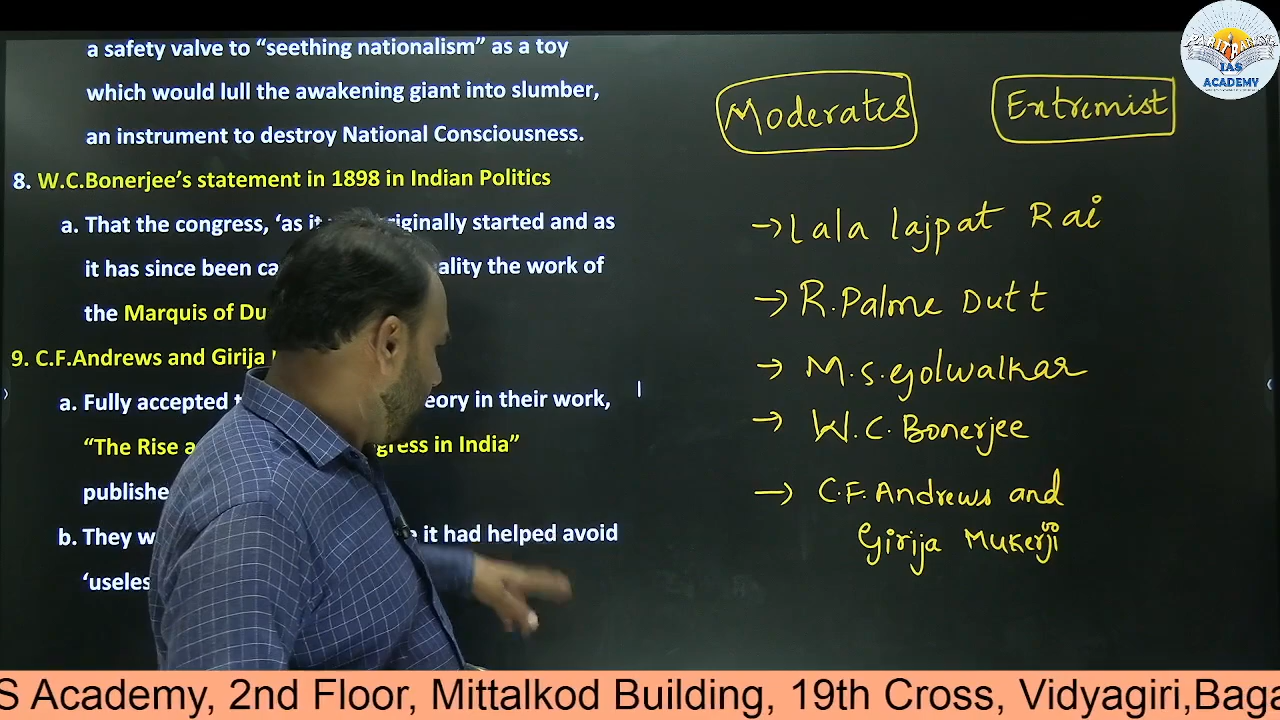 a safety valve to “seething nationalism” as a toy
which would lull the awakening giant into slumber,
an instrument to destroy National Consciousness.
8. W.C.Bonerjee’s statement in 1898 in Indian Politics
a. That the congress, ‘as it originally started and as
it has since been ality the work of
the Marquis of Du
9. C.F.Andrews and Girija
a. Fully accepted eory in their work,
“The Rise a gress in India”
publishe
b. They w it had helped avoid
‘useles
Moderates
Extremist
→ Lala lajpat Rai
→ R. Palme Dutt
→ M.S. golwalkar
→ W.C. Bonerjee
→ C.F. Andrews and
Girija Mukerji
IAS
ACADEMY
S Academy, 2nd Floor, Mittalkod Building, 19th Cross, Vidyagiri,Baga